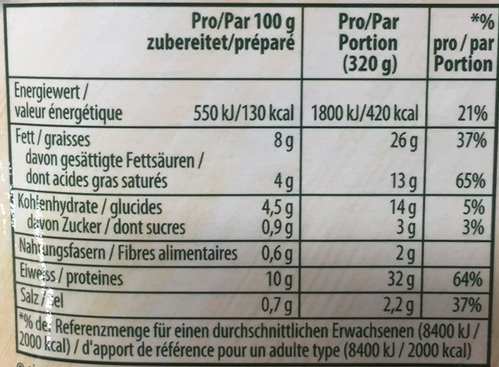 Pro/Par 100 g Pro/Par *%
zubereitet/préparé Portion pro / par
(320 g) Portion
Energiewert /
valeur énergétique 550 kJ/130 kcal 1800 kJ/420 kcal 21%
Fett / graisses 8 g 26 g 37%
davon gesättigte Fettsäuren /
dont acides gras saturés 4 g 13 g 65%
Kohlenhydrate / glucides 4,5 g 14 g 5%
davon Zucker / dont sucres 0,9 g 3 g 3%
Nahrungsfasern / Fibres alimentaires 0,6 g 2 g
Eiweiss / proteines 10 g 32 g 64%
Salz / sel 0,7 g 2,2 g 37%
*% der Referenzmenge für einen durchschnittlichen Erwachsenen (8400 kJ /
2000 kcal) / d'apport de référence pour un adulte type (8400 kJ / 2000 kcal)